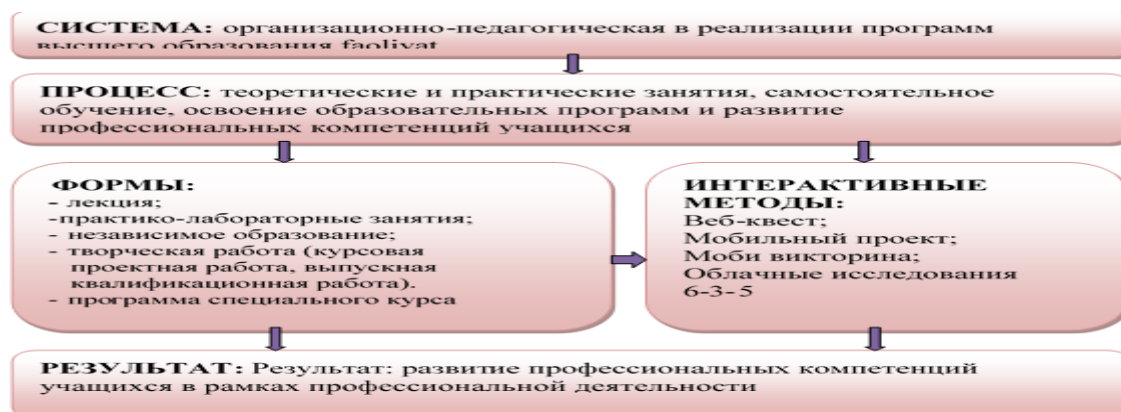 СИСТЕМА: организационно-педагогическая в реализации программ
высшего образования faoliyat
ПРОЦЕСС: теоретические и практические занятия, самостоятельное
обучение, освоение образовательных программ и развитие
профессиональных компетенций учащихся
ФОРМЫ:
- лекция;
-практико-лабораторные занятия;
- независимое образование;
- творческая работа (курсовая
проектная работа, выпускная
квалификационная работа).
- программа специального курса
ИНТЕРАКТИВНЫЕ
МЕТОДЫ:
Веб-квест;
Мобильный проект;
Моби викторина;
Облачные исследования
6-3-5
РЕЗУЛЬТАТ: Результат: развитие профессиональных компетенций
учащихся в рамках профессиональной деятельности